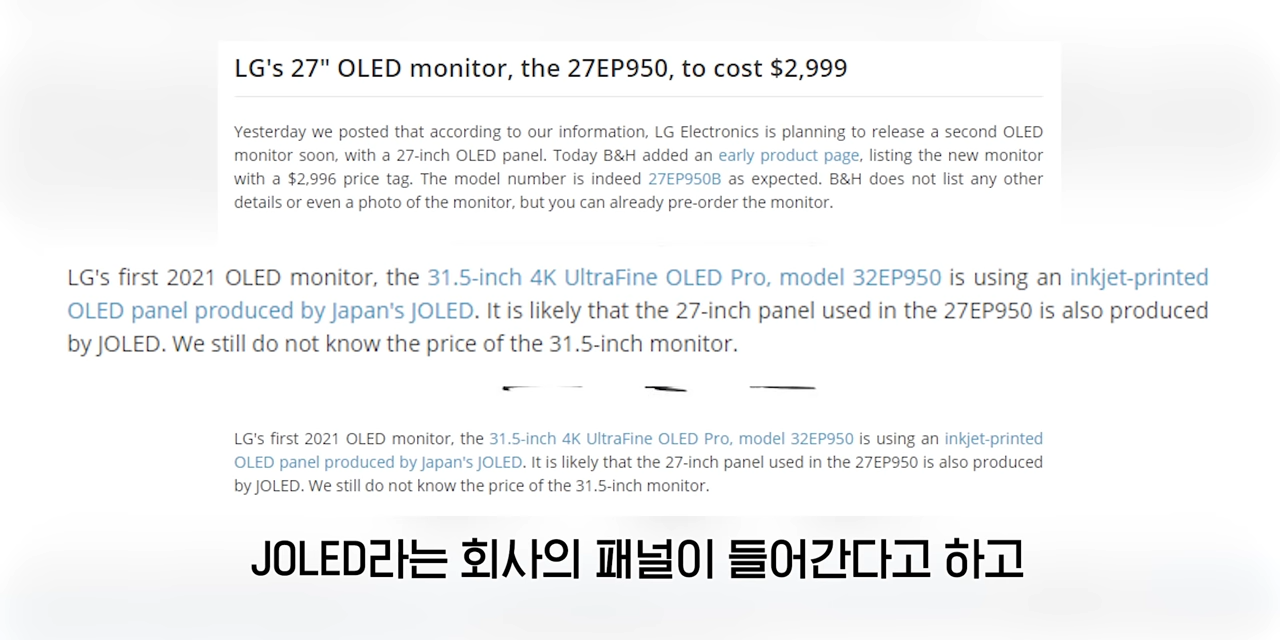 LG's 27" OLED monitor, the 27EP950, to cost $2,999
Yesterday we posted that according to our information, LG Electronics is planning to release a second OLED
monitor soon, with a 27-inch OLED panel. Today B&H added an early product page, listing the new monitor
with a $2,996 price tag. The model number is indeed 27EP950B as expected. B&H does not list any other
details or even a photo of the monitor, but you can already pre-order the monitor.
LG's first 2021 OLED monitor, the 31.5-inch 4K UltraFine OLED Pro, model 32EP950 is using an inkjet-printed
OLED panel produced by Japan's JOLED. It is likely that the 27-inch panel used in the 27EP950 is also produced
by JOLED. We still do not know the price of the 31.5-inch monitor.
LG's first 2021 OLED monitor, the 31.5-inch 4K UltraFine OLED Pro, model 32EP950 is using an inkjet-printed
OLED panel produced by Japan's JOLED. It is likely that the 27-inch panel used in the 27EP950 is also produced
by JOLED. We still do not know the price of the 31.5-inch monitor.
JOLED라는 회사의 패널이 들어간다고 하고